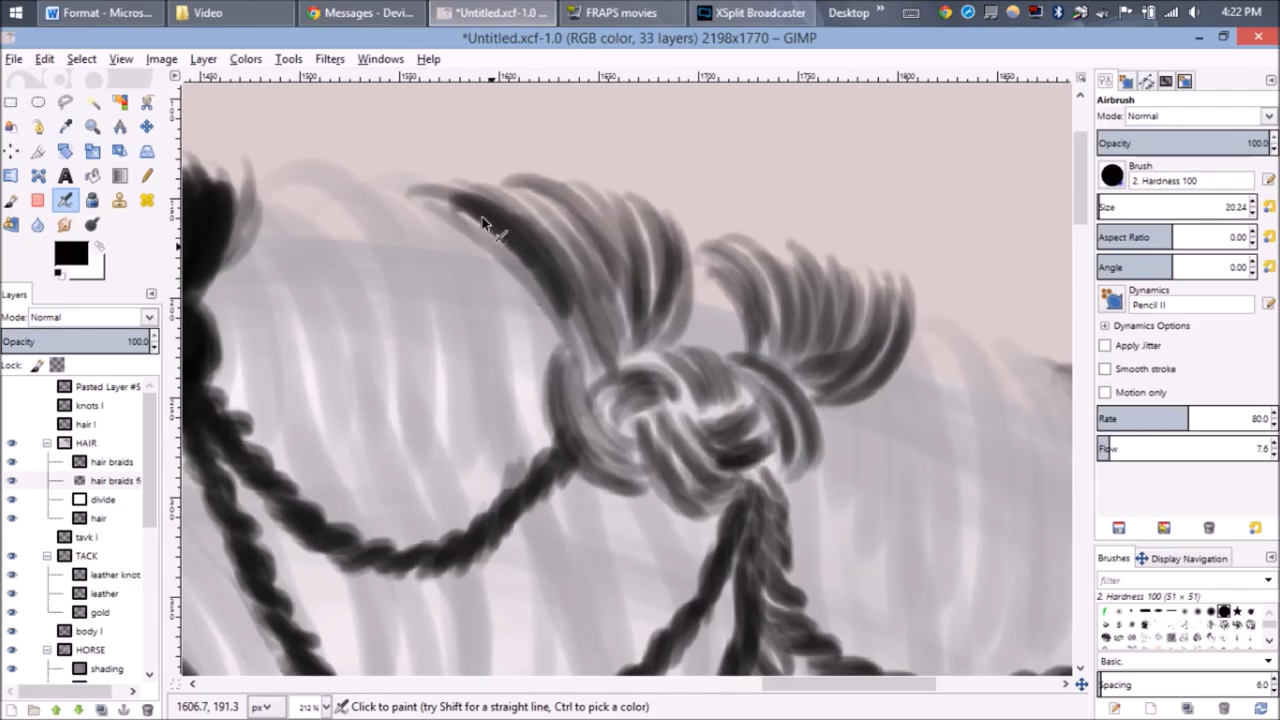 Format - Micros...
Video
Messages - Devi...
*Untitled.xcf-1.0 ...
FRAPS movies
XSplit Broadcaster
Desktop
4:22 PM
*Untitled.xcf-1.0 (RGB color, 33 layers) 2198x1770 – GIMP
File Edit Select View Image Layer Colors Tools Filters Windows Help
1450 1500 1550 1600 1650 1700 1750 1800 1850
Airbrush
Mode: Normal
Opacity 100.0
Brush
2. Hardness 100
Size 20.24
Aspect Ratio 0.00
Angle 0.00
Dynamics
Pencil II
Dynamics Options
Apply Jitter
Smooth stroke
Motion only
Rate 80.0
Flow 7.6
Brushes Display Navigation
filter
2. Hardness 100 (51 × 51)
Basic,
Spacing 6.0
Layers
Mode: Normal
Opacity 100.0
Lock:
Pasted Layer #5
knots l
hair l
HAIR
hair braids
hair braids fi
divide
hair
tavk l
TACK
leather knot
leather
gold
body l
HORSE
shading
1606.7, 191.3 px 212 % Click to paint (try Shift for a straight line, Ctrl to pick a color)